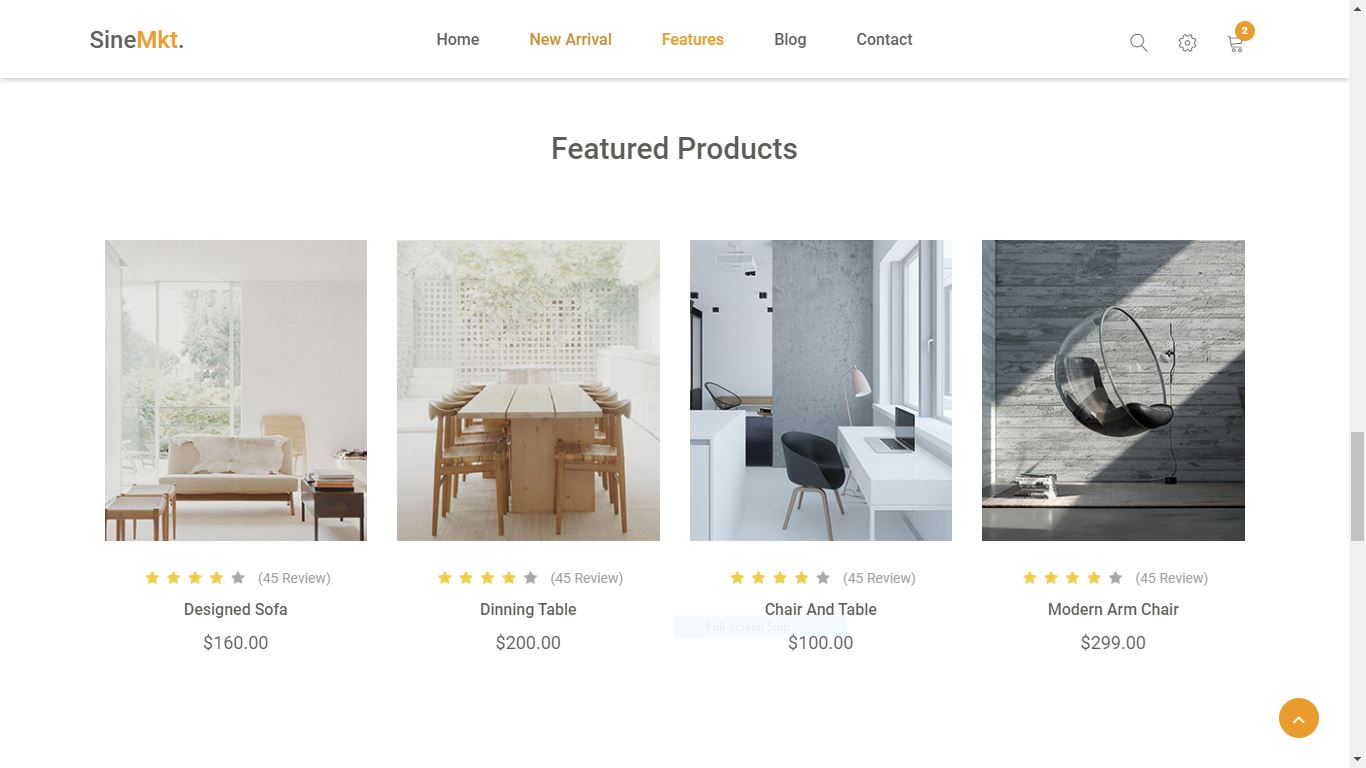 SineMkt.
Home New Arrival Features Blog Contact
2
Featured Products
(45 Review) (45 Review) (45 Review) (45 Review)
Designed Sofa Dinning Table Chair And Table Modern Arm Chair
Full-screen Snip
$160.00 $200.00 $100.00 $299.00